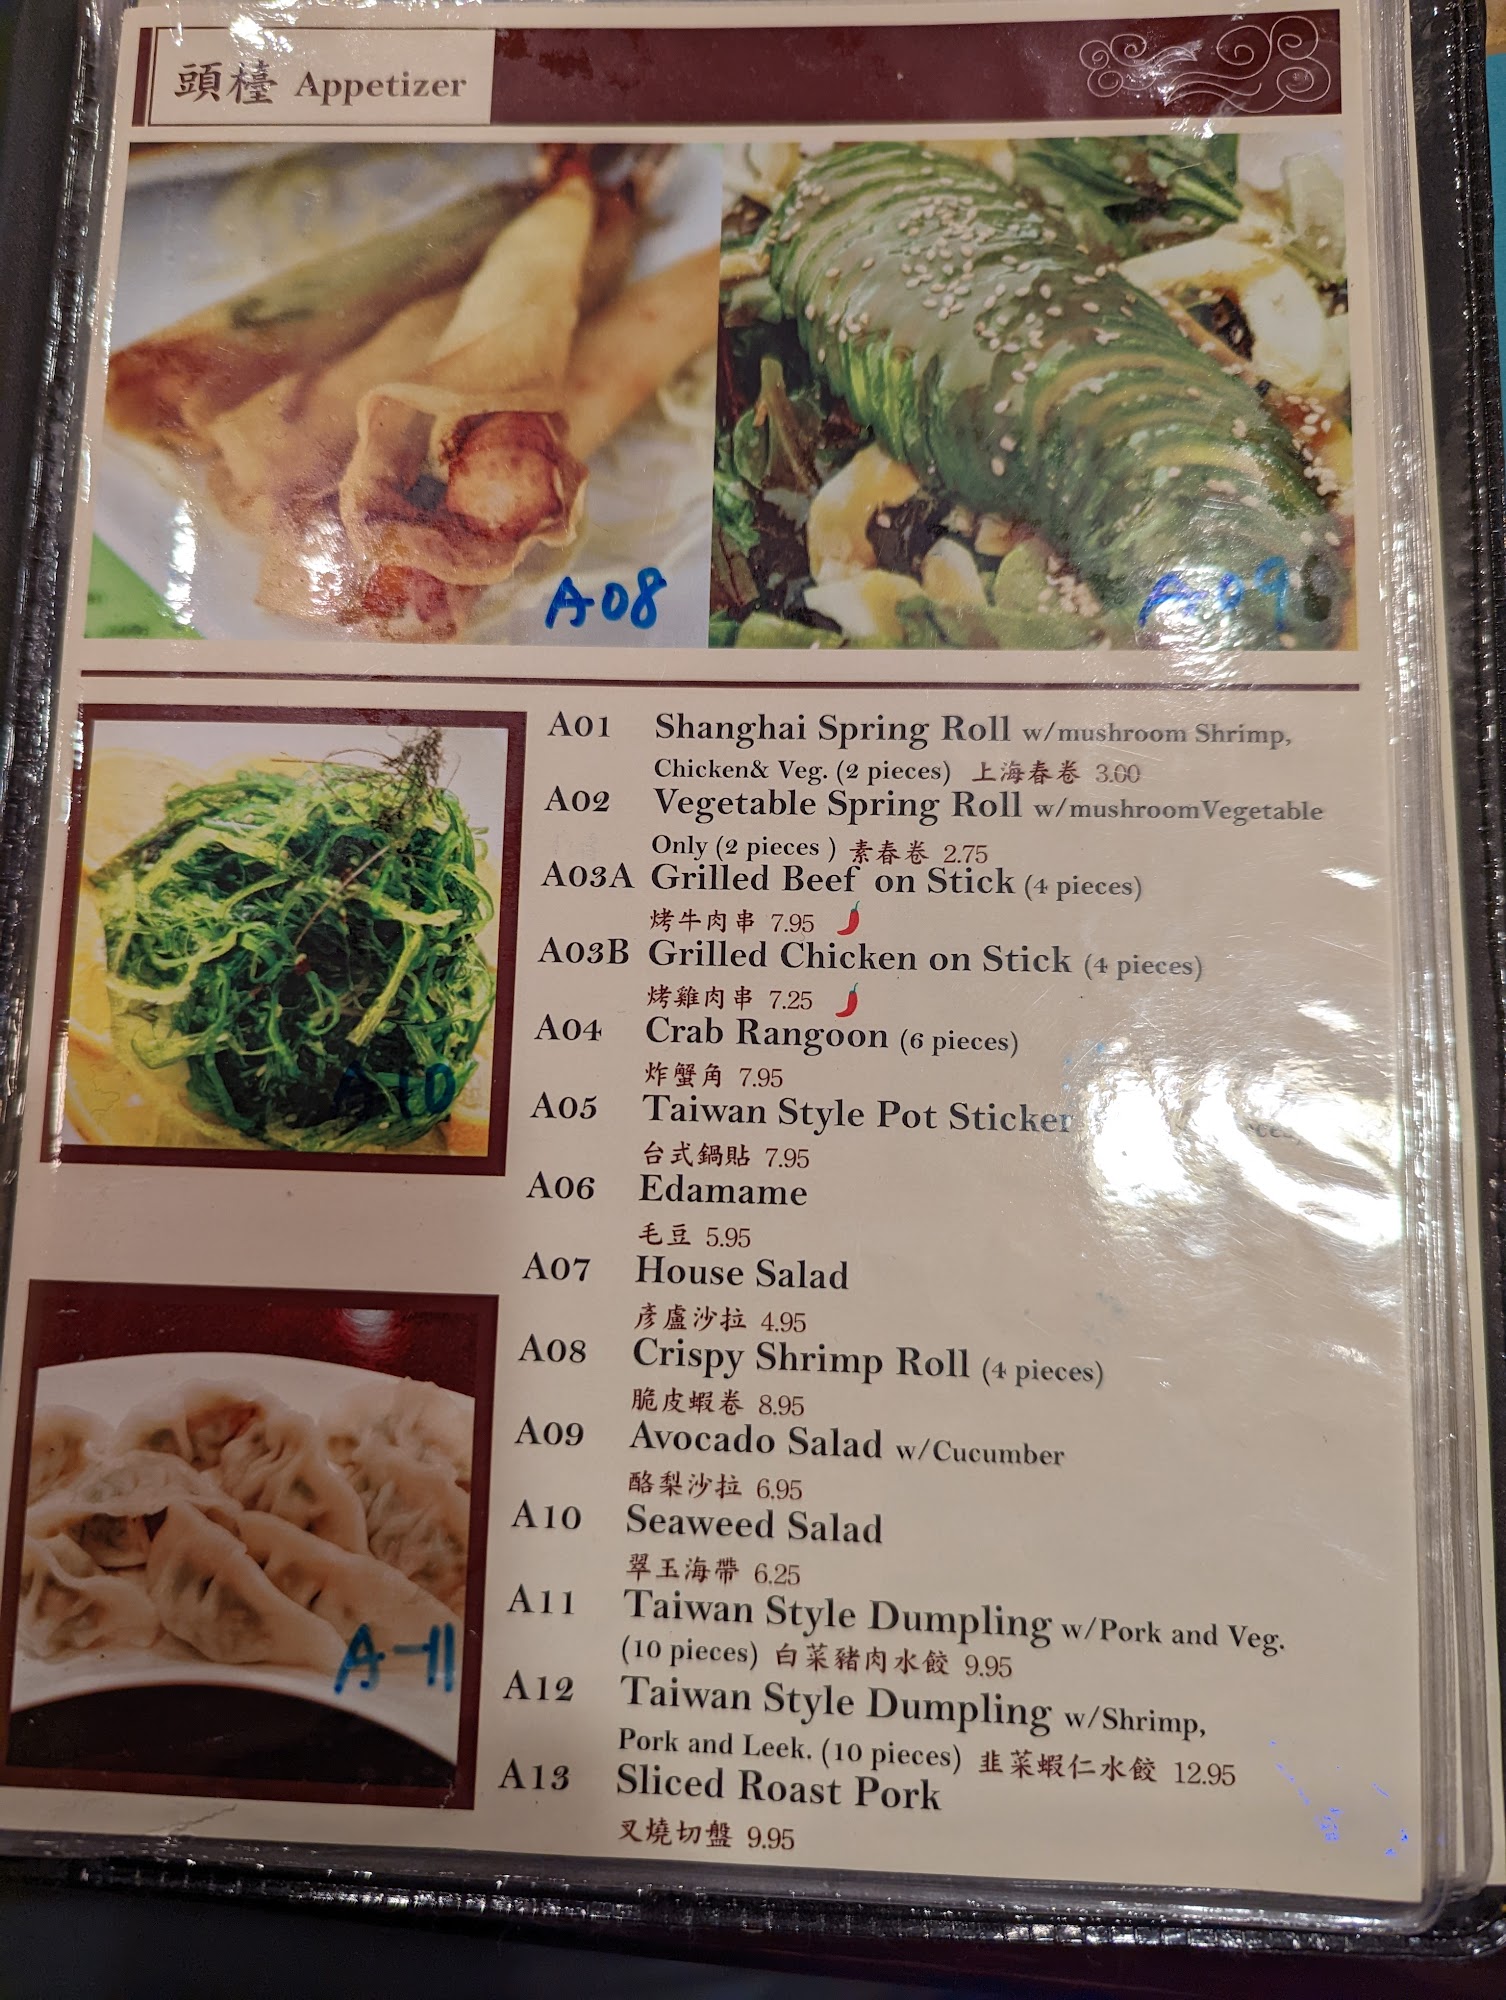 頭檯 Appetizer
A08
A09
A01 Shanghai Spring Roll w/mushroom Shrimp,
Chicken& Veg. (2 pieces) 上海春卷 3.00
A02 Vegetable Spring Roll w/mushroomVegetable
Only (2 pieces ) 素春卷 2.75
A03A Grilled Beef on Stick (4 pieces)
烤牛肉串 7.95
A03B Grilled Chicken on Stick (4 pieces)
烤雞肉串 7.25
A04 Crab Rangoon (6 pieces)
炸蟹角 7.95
A10
A05 Taiwan Style Pot Sticker
台式鍋貼 7.95
A06 Edamame
毛豆 5.95
A07 House Salad
彥盧沙拉 4.95
A08 Crispy Shrimp Roll (4 pieces)
脆皮蝦卷 8.95
A09 Avocado Salad w/Cucumber
酪梨沙拉 6.95
A10 Seaweed Salad
翠玉海帶 6.25
A11 Taiwan Style Dumpling w/Pork and Veg.
(10 pieces) 白菜豬肉水餃 9.95
A-11
A12 Taiwan Style Dumpling w/Shrimp,
Pork and Leek. (10 pieces) 韭菜蝦仁水餃 12.95
A13 Sliced Roast Pork
叉燒切盤 9.95